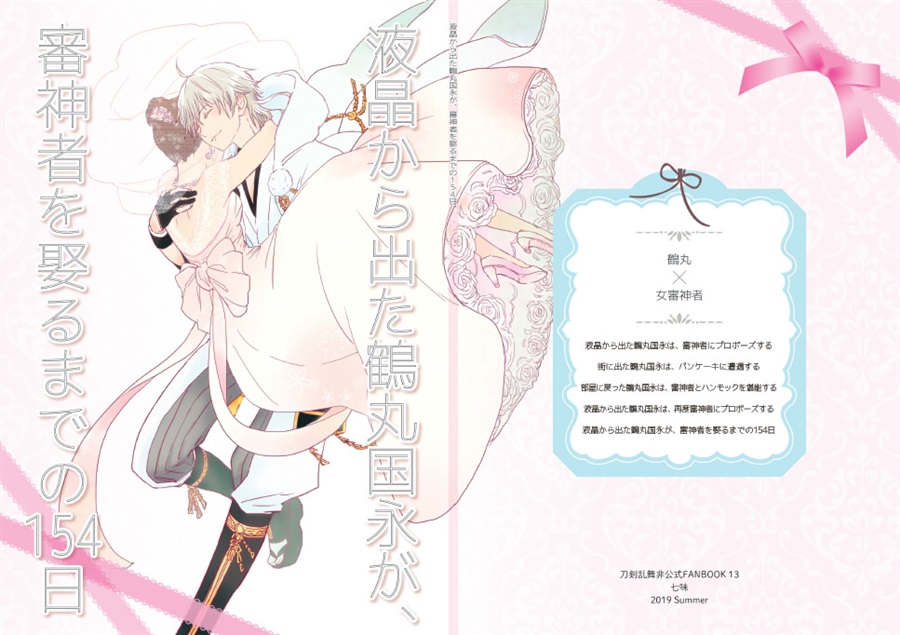 液晶から出た鶴丸国永が、
審神者を娶るまでの154日
液晶から出た鶴丸国永が、審神者を娶るまでの154日
鶴丸
×
女審神者
液晶から出た鶴丸国永は、審神者にプロポーズする
街に出た鶴丸国永は、パンケーキに遭遇する
部屋に戻った鶴丸国永は、審神者とハンモックを堪能する
液晶から出た鶴丸国永は、再度審神者にプロポーズする
液晶から出た鶴丸国永が、審神者を娶るまでの154日
刀剣乱舞非公式FANBOOK 13
七味
2019 Summer